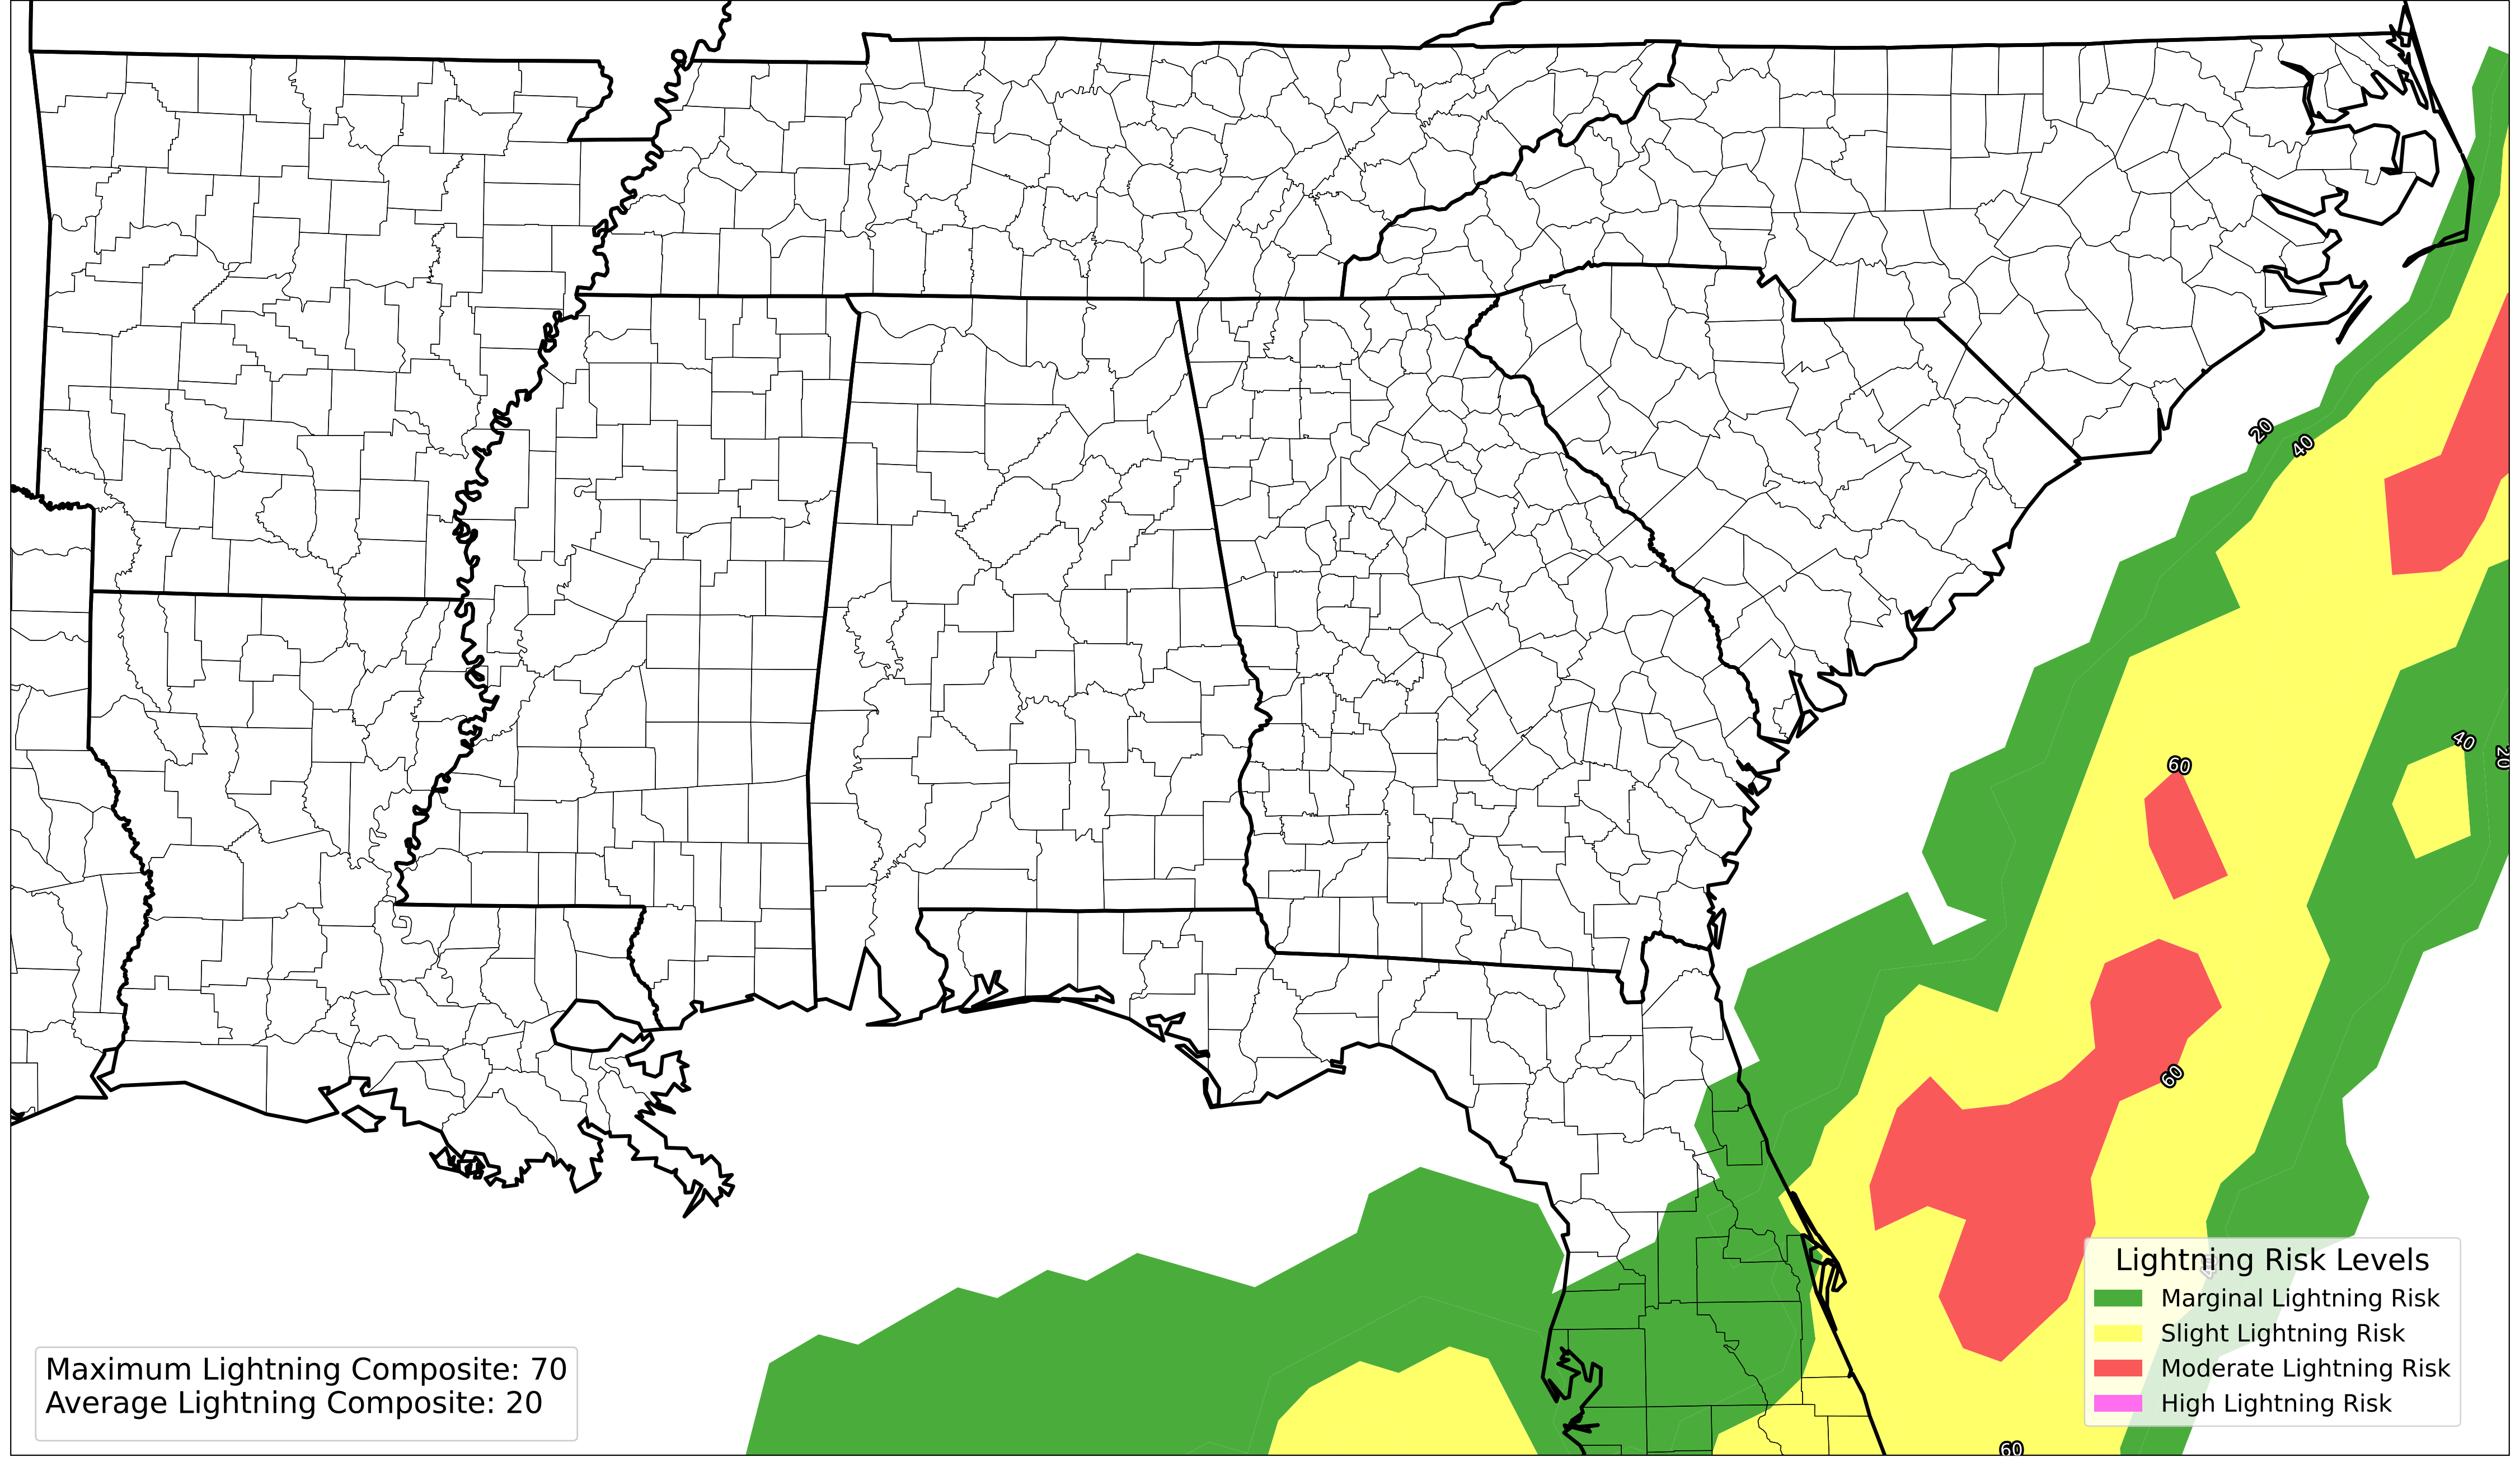 20
40
40
20
60
60
Lightning Risk Levels
Marginal Lightning Risk
Slight Lightning Risk
Moderate Lightning Risk
High Lightning Risk
Maximum Lightning Composite: 70
Average Lightning Composite: 20
60